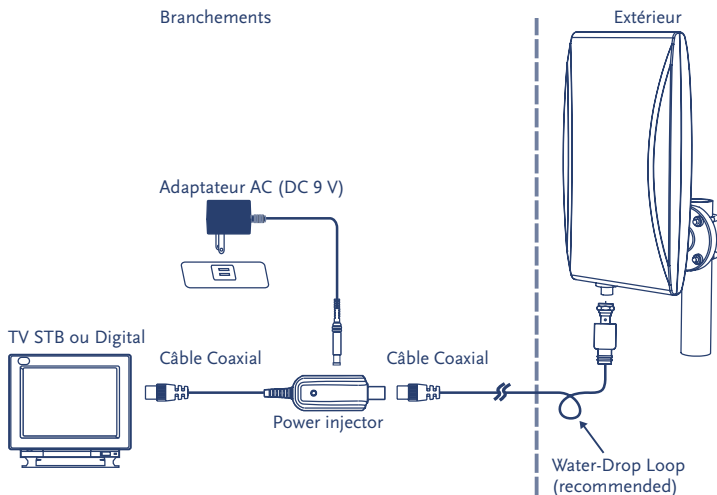 Branchements
Extérieur
Adaptateur AC (DC 9 V)
TV STB ou Digital
Câble Coaxial
Câble Coaxial
Power injector
Water-Drop Loop
(recommended)